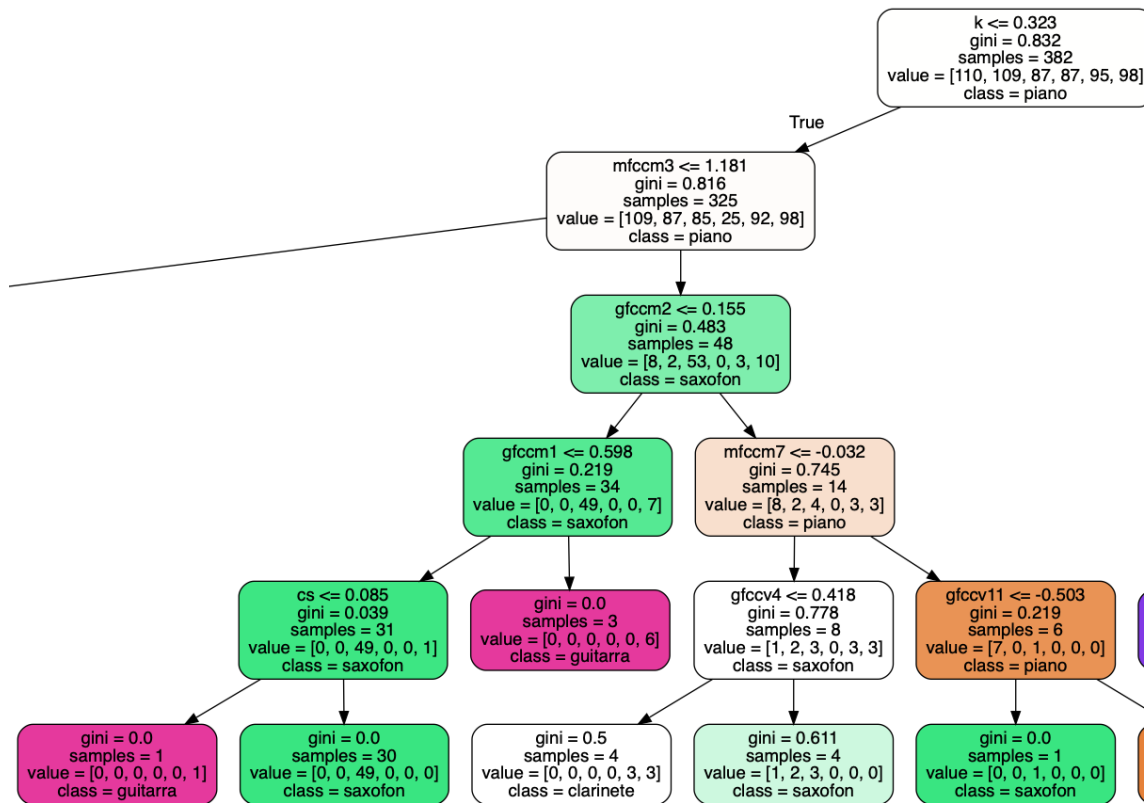 k <= 0.323
gini = 0.832
samples = 382
value = [110, 109, 87, 87, 95, 98]
class = piano
True
mfccm3 <= 1.181
gini = 0.816
samples = 325
value = [109, 87, 85, 25, 92, 98]
class = piano
gfccm2 <= 0.155
gini = 0.483
samples = 48
value = [8, 2, 53, 0, 3, 10]
class = saxofon
gfccm1 <= 0.598
gini = 0.219
samples = 34
value = [0, 0, 49, 0, 0, 7]
class = saxofon
mfccm7 <= -0.032
gini = 0.745
samples = 14
value = [8, 2, 4, 0, 3, 3]
class = piano
cs <= 0.085
gini = 0.039
samples = 31
value = [0, 0, 49, 0, 0, 1]
class = saxofon
gini = 0.0
samples = 3
value = [0, 0, 0, 0, 0, 6]
class = guitarra
gfccv4 <= 0.418
gini = 0.778
samples = 8
value = [1, 2, 3, 0, 3, 3]
class = saxofon
gfccv11 <= -0.503
gini = 0.219
samples = 6
value = [7, 0, 1, 0, 0, 0]
class = piano
gini = 0.0
samples = 1
value = [0, 0, 0, 0, 0, 1]
class = guitarra
gini = 0.0
samples = 30
value = [0, 0, 49, 0, 0, 0]
class = saxofon
gini = 0.5
samples = 4
value = [0, 0, 0, 0, 3, 3]
class = clarinete
gini = 0.611
samples = 4
value = [1, 2, 3, 0, 0, 0]
class = saxofon
gini = 0.0
samples = 1
value = [0, 0, 1, 0, 0, 0]
class = saxofon